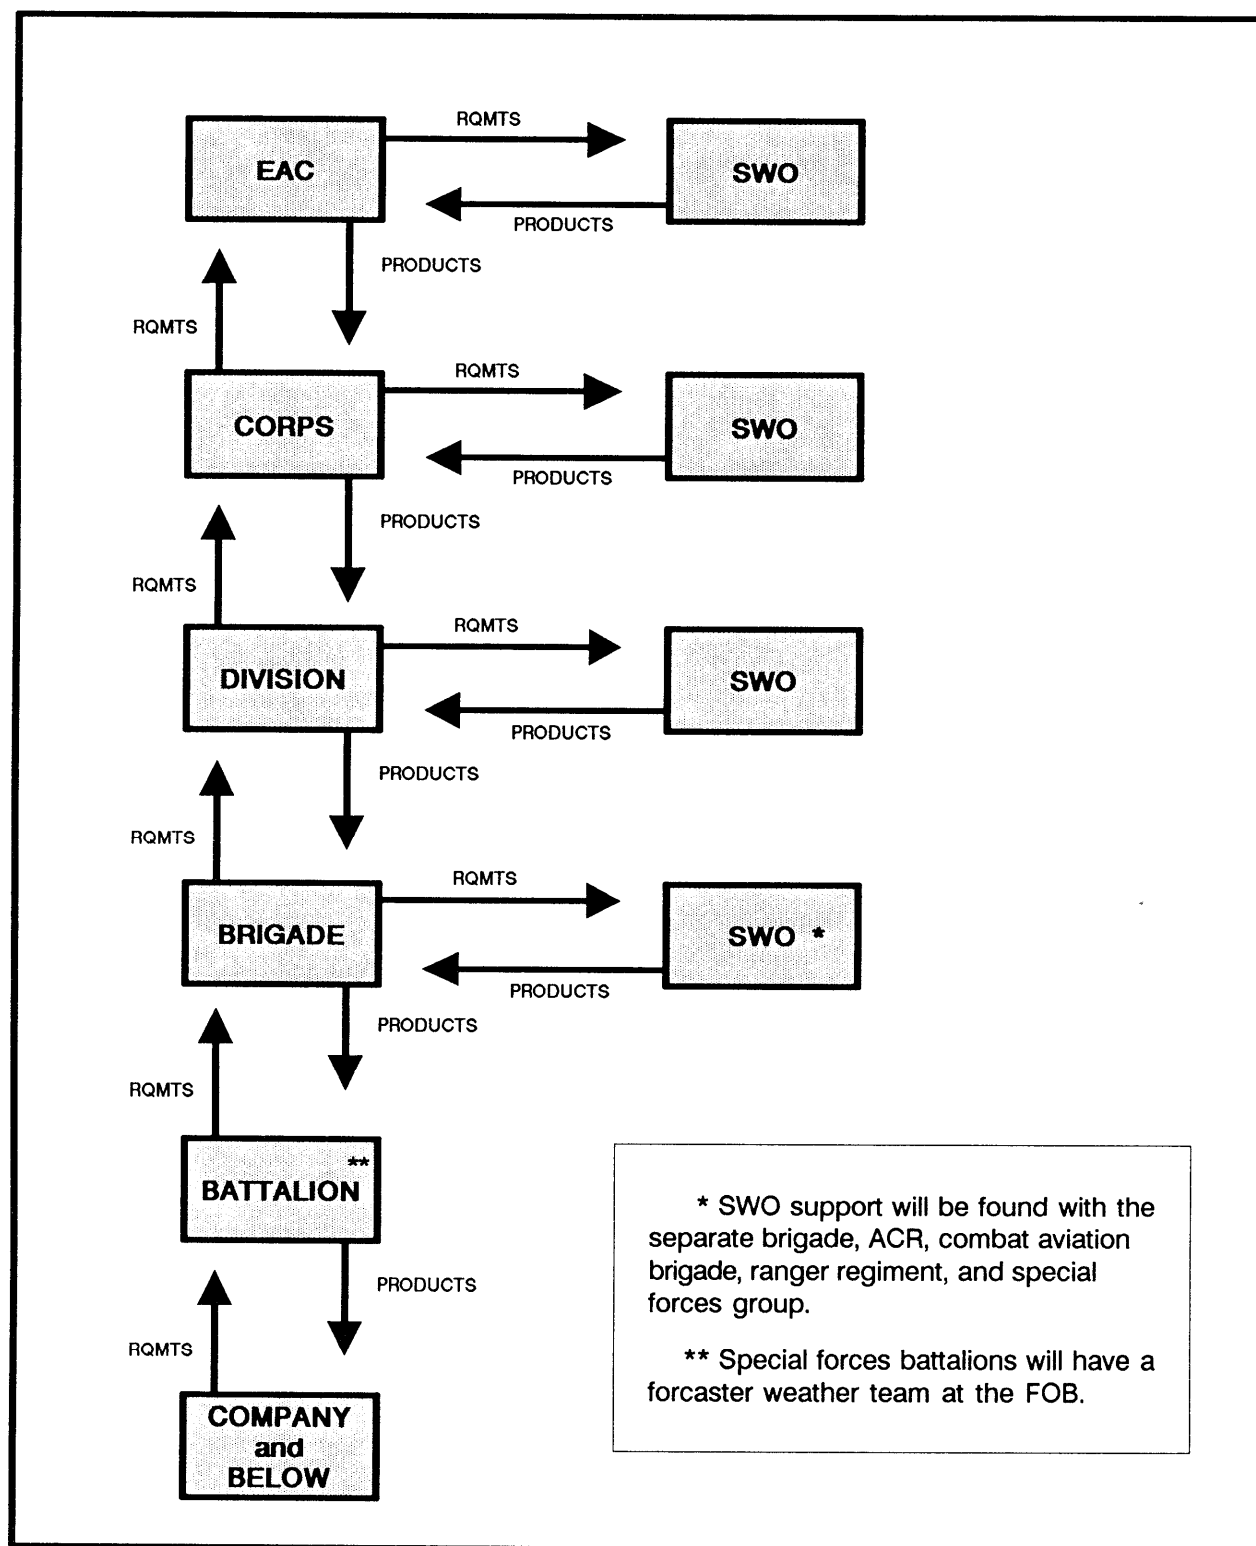 RQMTS
EAC
SWO
PRODUCTS
PRODUCTS
RQMTS
RQMTS
CORPS
SWO
PRODUCTS
PRODUCTS
RQMTS
RQMTS
DIVISION
SWO
PRODUCTS
PRODUCTS
RQMTS
RQMTS
BRIGADE
SWO *
PRODUCTS
PRODUCTS
RQMTS
**
BATTALION
PRODUCTS
RQMTS
COMPANY
and
BELOW
* SWO support will be found with the
separate brigade, ACR, combat aviation
brigade, ranger regiment, and special
forces group.
** Special forces battalions will have a
forcaster weather team at the FOB.